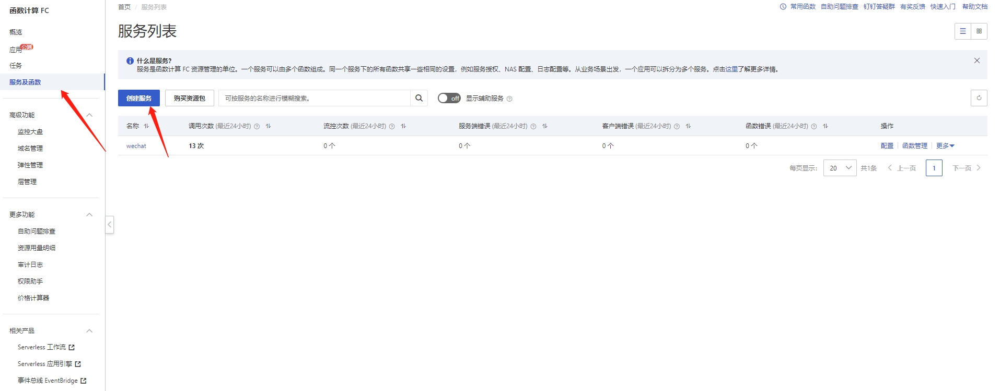 函数计算 FC
概览
应用 公测
任务
服务及函数
高级功能
监控大盘
域名管理
弹性管理
层管理
更多功能
自助问题排查
资源用量明细
审计日志
权限助手
价格计算器
相关产品
Serverless 工作流
Serverless 应用引擎
事件总线 EventBridge
首页 / 服务列表
常用函数 自助问题排查 钉钉答疑群 有奖反馈 快速入门 帮助文档
服务列表
什么是服务?
服务是函数计算 FC 资源管理的单位。一个服务可以由多个函数组成。同一个服务下的所有函数共享一些相同的设置，例如服务授权、NAS 配置、日志配置等。从业务场景出发，一个应用可以拆分为多个服务。点击这里了解更多详情。
创建服务 购买资源包 可按服务的名称进行模糊搜索。 off 显示辅助服务
名称 调用次数 (最近24小时) 流控次数 (最近24小时) 服务端错误 (最近24小时) 客户端错误 (最近24小时) 函数错误 (最近24小时) 操作
wechat 13 次 0 个 0 个 0 个 0 个 配置 函数管理 更多
每页显示: 20 共1条 上一页 1 下一页